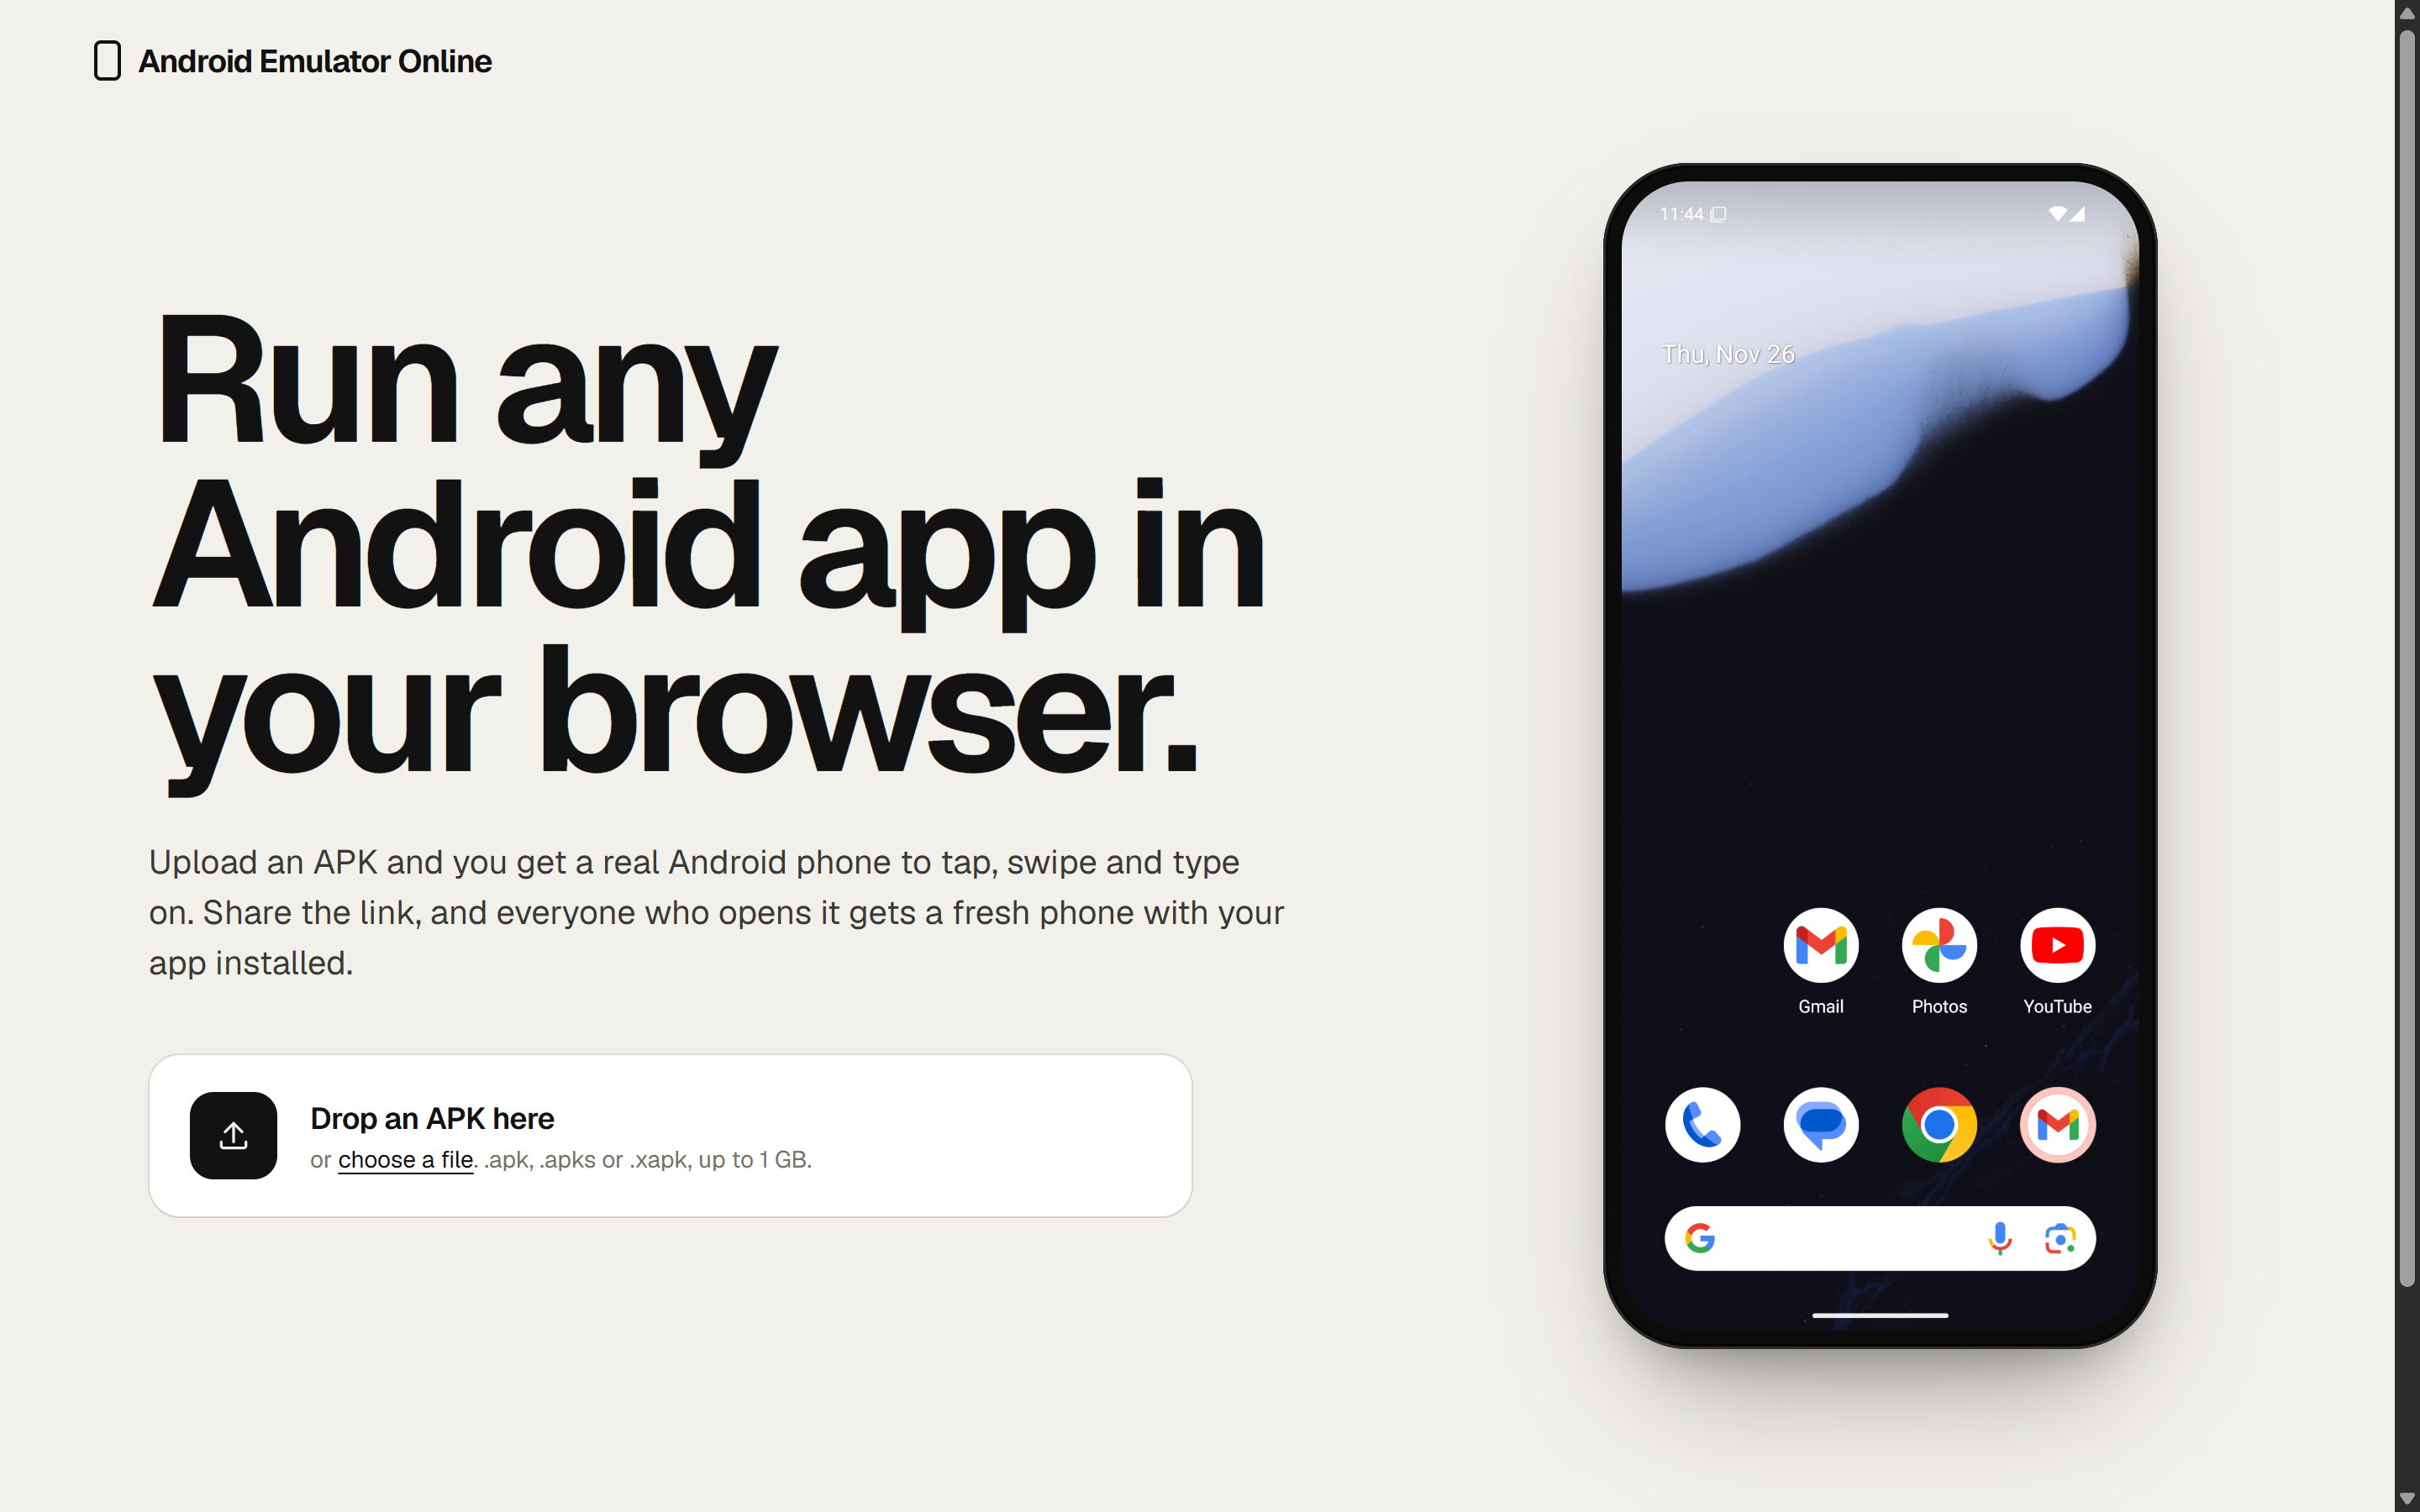 Android Emulator Online
Run any
Android app in
your browser.
Upload an APK and you get a real Android phone to tap, swipe and type
on. Share the link, and everyone who opens it gets a fresh phone with your
app installed.
Drop an APK here
or choose a file. .apk, .apks or .xapk, up to 1 GB.
11:44
Thu, Nov 26
Gmail
Photos
YouTube